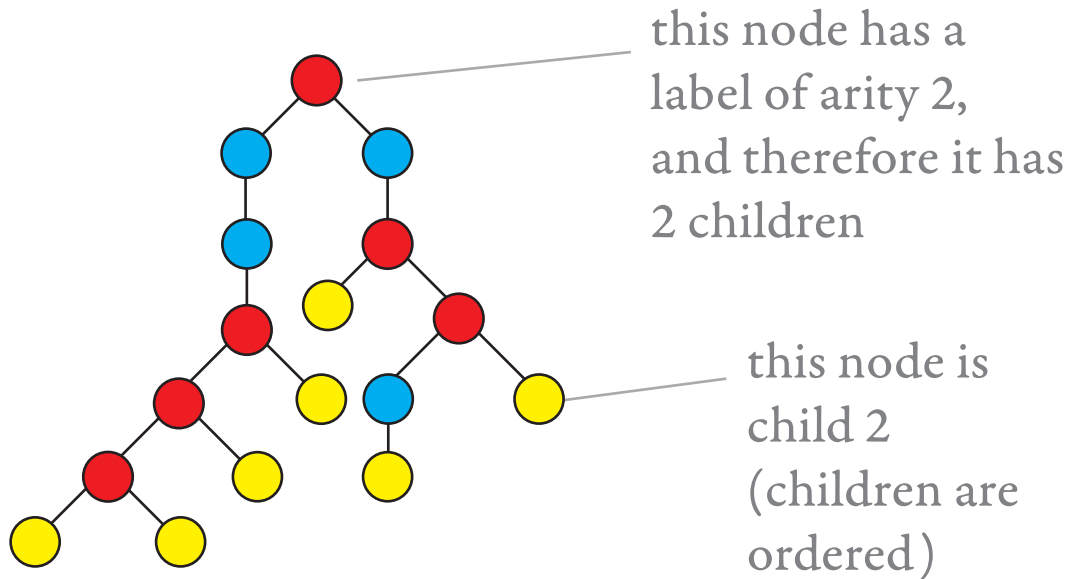 this node has a
label of arity 2,
and therefore it has
2 children
this node is
child 2
(children are
ordered)